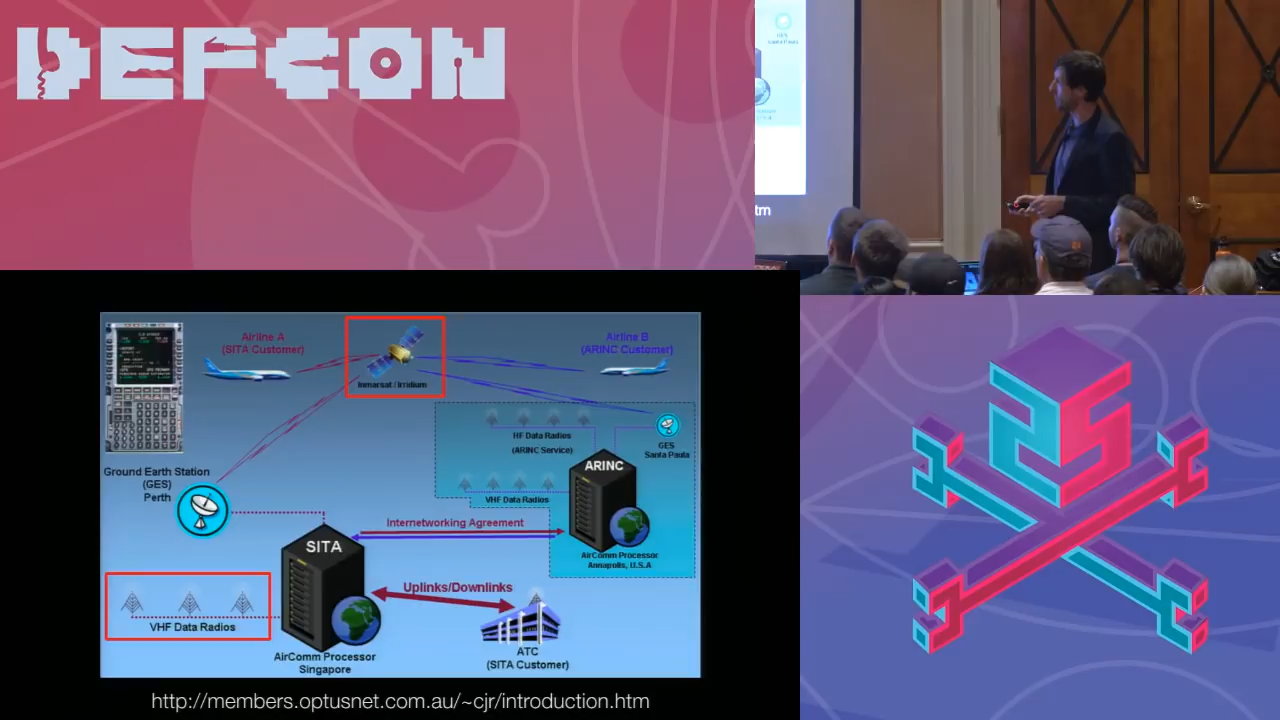 DEFCON
Airline A
(SITA Customer)
Inmarsat / Irridium
Airline B
(ARINC Customer)
HF Data Radios
(ARINC Service)
GES
Santa Paula
ARINC
VHF Data Radios
Ground Earth Station
(GES)
Perth
Internetworking Agreement
SITA
AirComm Processor
Annapolis, U.S.A
Uplinks/Downlinks
VHF Data Radios
ATC
(SITA Customer)
AirComm Processor
Singapore
http://members.optusnet.com.au/~cjr/introduction.htm
25